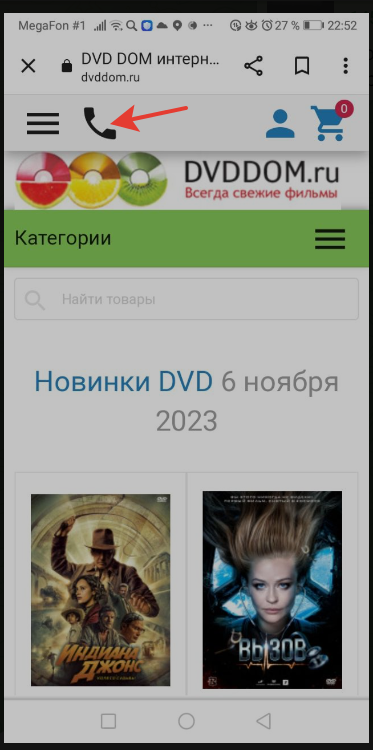 MegaFon #1 ... 27 % 22:52
DVD DOM интерн...
dvddom.ru
0
DVDDOM.ru
Всегда свежие фильмы
Категории
Найти товары
Новинки DVD 6 ноября
2023
ИНДИАНА
ДЖОНС
ВЫЗОВ